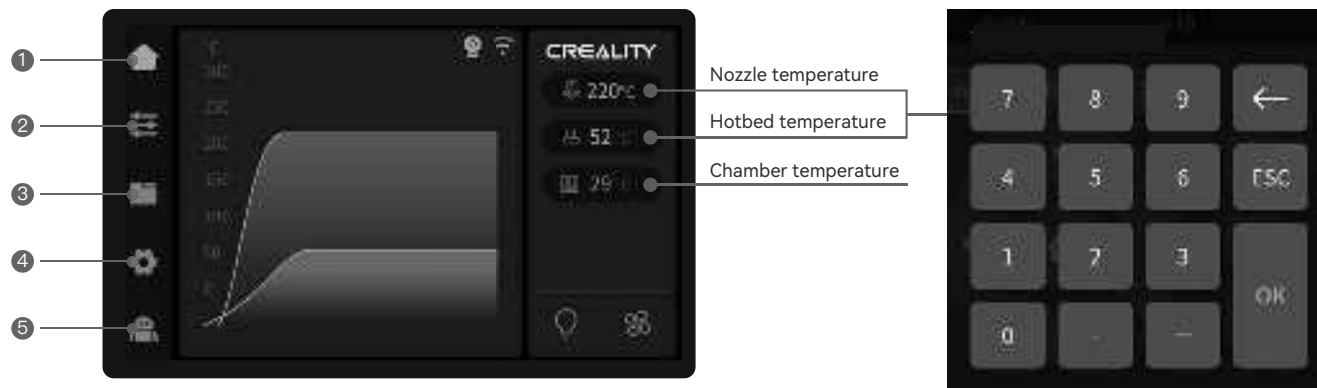 CREALITY
1
220°C
Nozzle temperature
2
52
Hotbed temperature
3
29
Chamber temperature
4
5
7 8 9 ←
4 5 6 ESC
1 2 3
OK
0 . —